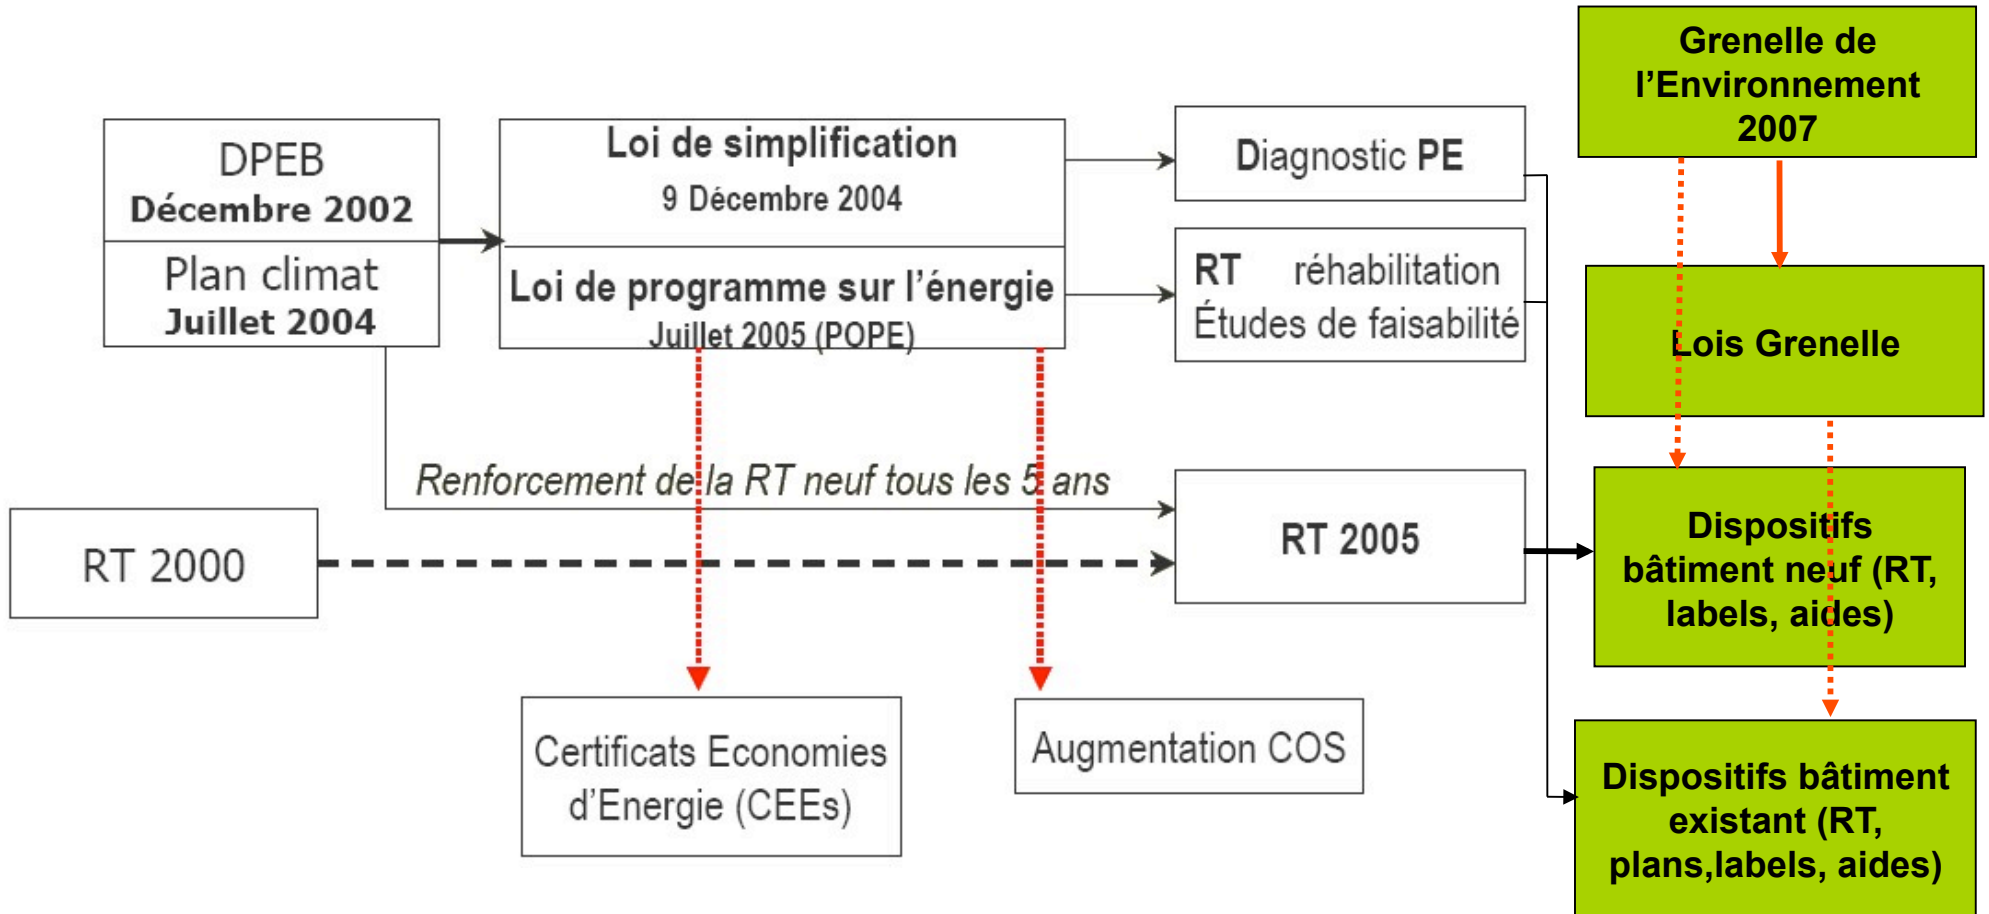 Grenelle de
l’Environnement
2007
DPEB
Décembre 2002
Plan climat
Juillet 2004
Loi de simplification
9 Décembre 2004
Loi de programme sur l’énergie
Juillet 2005 (POPE)
Diagnostic PE
RT réhabilitation
Études de faisabilité
Lois Grenelle
Renforcement de la RT neuf tous les 5 ans
RT 2000
RT 2005
Dispositifs
bâtiment neuf (RT,
labels, aides)
Certificats Economies
d’Energie (CEEs)
Augmentation COS
Dispositifs bâtiment
existant (RT,
plans,labels, aides)